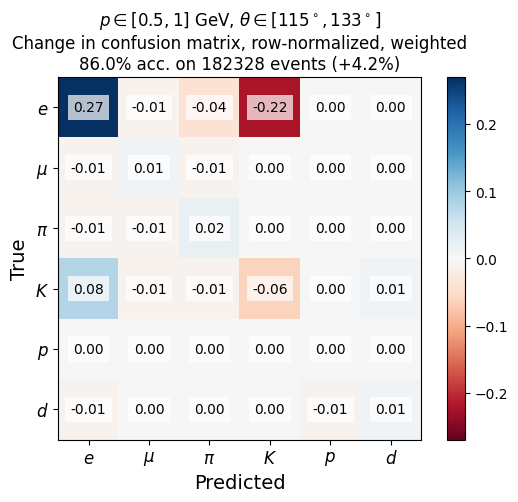 p ∈ [0.5, 1] GeV, θ ∈ [115°, 133°]
Change in confusion matrix, row-normalized, weighted
86.0% acc. on 182328 events (+4.2%)
e 0.27 -0.01 -0.04 -0.22 0.00 0.00
μ -0.01 0.01 -0.01 0.00 0.00 0.00
π -0.01 -0.01 0.02 0.00 0.00 0.00
K 0.08 -0.01 -0.01 -0.06 0.00 0.01
p 0.00 0.00 0.00 0.00 0.00 0.00
d -0.01 0.00 0.00 0.00 -0.01 0.01
e μ π K p d
Predicted
True
0.2
0.1
0.0
−0.1
−0.2